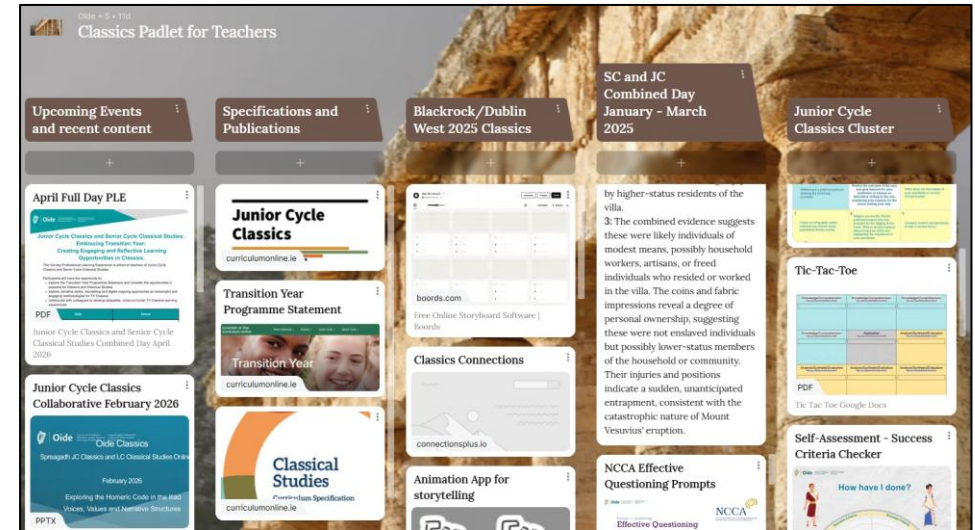 Oide + 5 • 11d
Classics Padlet for Teachers
Upcoming Events
and recent content
April Full Day PLE
Oide
Junior Cycle Classics and Senior Cycle Classical Studies:
Embracing Transition Year:
Creating Engaging and Reflective Learning
Opportunities in Classics.
PDF
Junior Cycle Classics and Senior Cycle
Classical Studies Combined Day April
2026
Junior Cycle Classics
Collaborative February 2026
Oide
Oide Classics
Spreagadh JC Classics and LC Classical Studies Online
February 2026
Exploring the Homeric Code in the Iliad
Voices, Values and Narrative Structures
PPTX
Specifications and
Publications
Junior Cycle
Classics
curriculumonline.ie
Transition Year
Programme Statement
Transition Year
curriculumonline.ie
Classical
Studies
Curriculum Specification
curriculumonline.ie
Blackrock/Dublin
West 2025 Classics
boords.com
Free Online Storyboard Software |
Boords
Classics Connections
connectionsplus.io
Animation App for
storytelling
SC and JC
Combined Day
January - March
2025
by higher-status residents of the
villa.
3: The combined evidence suggests
these were likely individuals of
modest means, possibly household
workers, artisans, or freed
individuals who resided or worked
in the villa. The coins and fabric
impressions reveal a degree of
personal ownership, suggesting
these were not enslaved individuals
but possibly lower-status members
of the household or community.
Their injuries and positions
indicate a sudden, unanticipated
entrapment, consistent with the
catastrophic nature of Mount
Vesuvius' eruption.
NCCA Effective
Questioning Prompts
NCCA
Effective Questioning
Junior Cycle
Classics Cluster
Tic-Tac-Toe
PDF
Tic Tac Toe Google Docs
Self-Assessment - Success
Criteria Checker
How have I done?